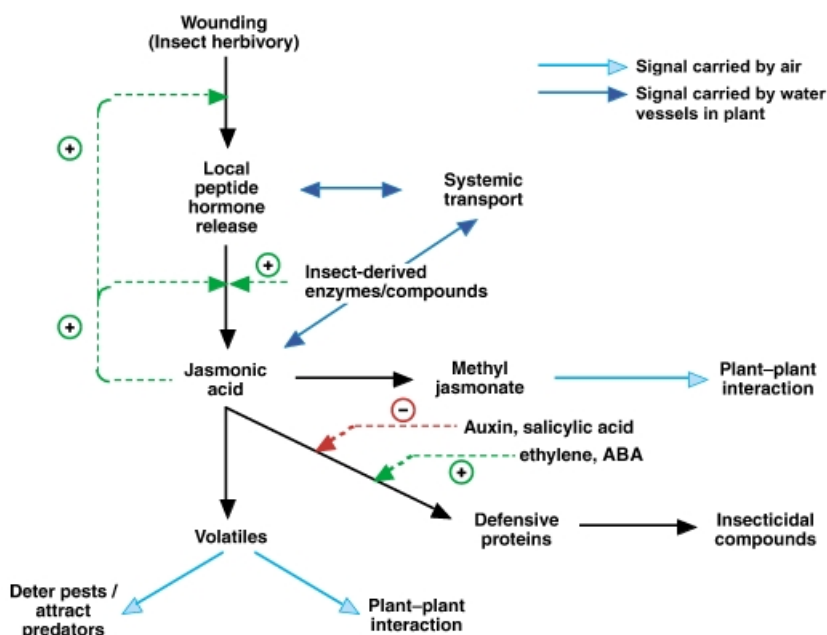 Wounding
(Insect herbivory)
Signal carried by air
Signal carried by water
vessels in plant
+
Local
peptide
hormone
release
Systemic
transport
+
Insect-derived
enzymes/compounds
+
Jasmonic
acid
Methyl
jasmonate
Plant–plant
interaction
−
Auxin, salicylic acid
ethylene, ABA
+
Volatiles
Defensive
proteins
Insecticidal
compounds
Deter pests /
attract
predators
Plant–plant
interaction